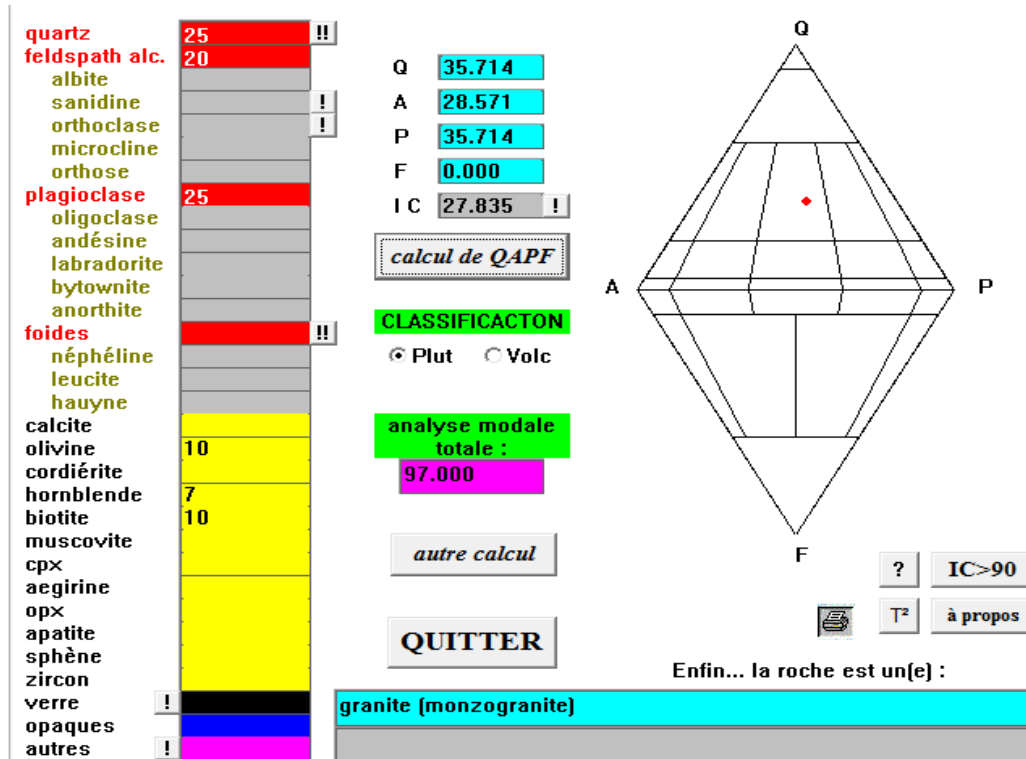 quartz 25 !!
feldspath alc. 20
albite
sanidine !
orthoclase !
microcline
orthose
plagioclase 25
oligoclase
andésine
labradorite
bytownite
anorthite
foides !!
néphéline
leucite
hauyne
calcite
olivine 10
cordiérite
hornblende 7
biotite 10
muscovite
cpx
aegirine
opx
apatite
sphène
zircon
verre !
opaques
autres !
Q 35.714
A 28.571
P 35.714
F 0.000
I C 27.835 !
calcul de QAPF
CLASSIFICACTON
Plut Volc
analyse modale
totale :
97.000
autre calcul
QUITTER
Q
A
P
F
? IC>90
T² à propos
Enfin... la roche est un(e) :
granite (monzogranite)